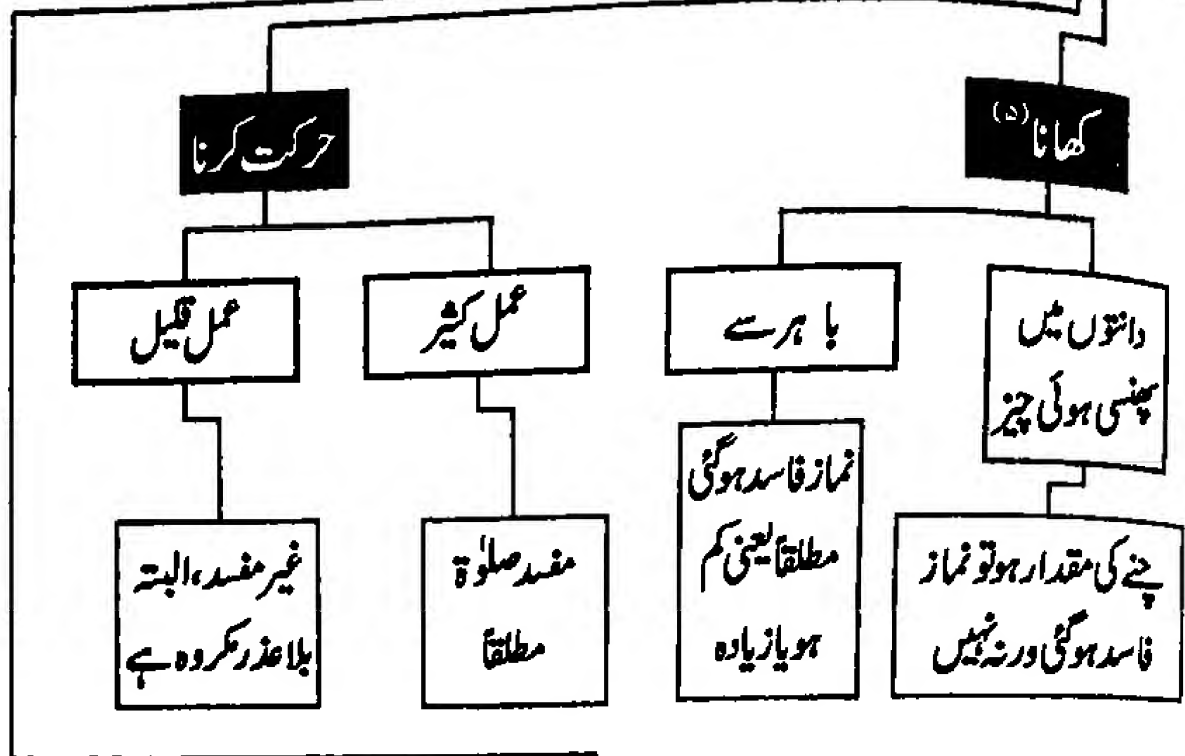 کھانا (۵)
حرکت کرنا
دانتوں میں
پھنسی ہوئی چیز
باہر سے
عمل کثیر
عمل قلیل
چنے کی مقدار ہو تو نماز
فاسد ہوگئی ورنہ نہیں
نماز فاسد ہوگئی
مطلقاً یعنی کم
ہو یا زیادہ
مفسد صلوٰۃ
مطلقاً
غیر مفسد، البتہ
بلا عذر مکروہ ہے